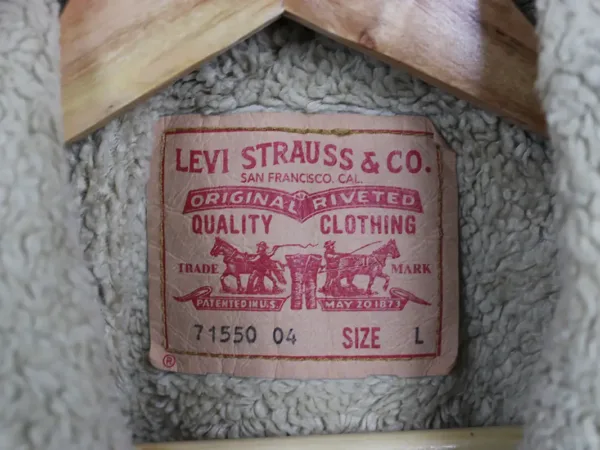 LEVI STRAUSS & CO.
SAN FRANCISCO. CAL.
ORIGINAL RIVETED
QUALITY CLOTHING
TRADE MARK
PATENTED IN U.S. MAY 20 1873
71550 04 SIZE L
®